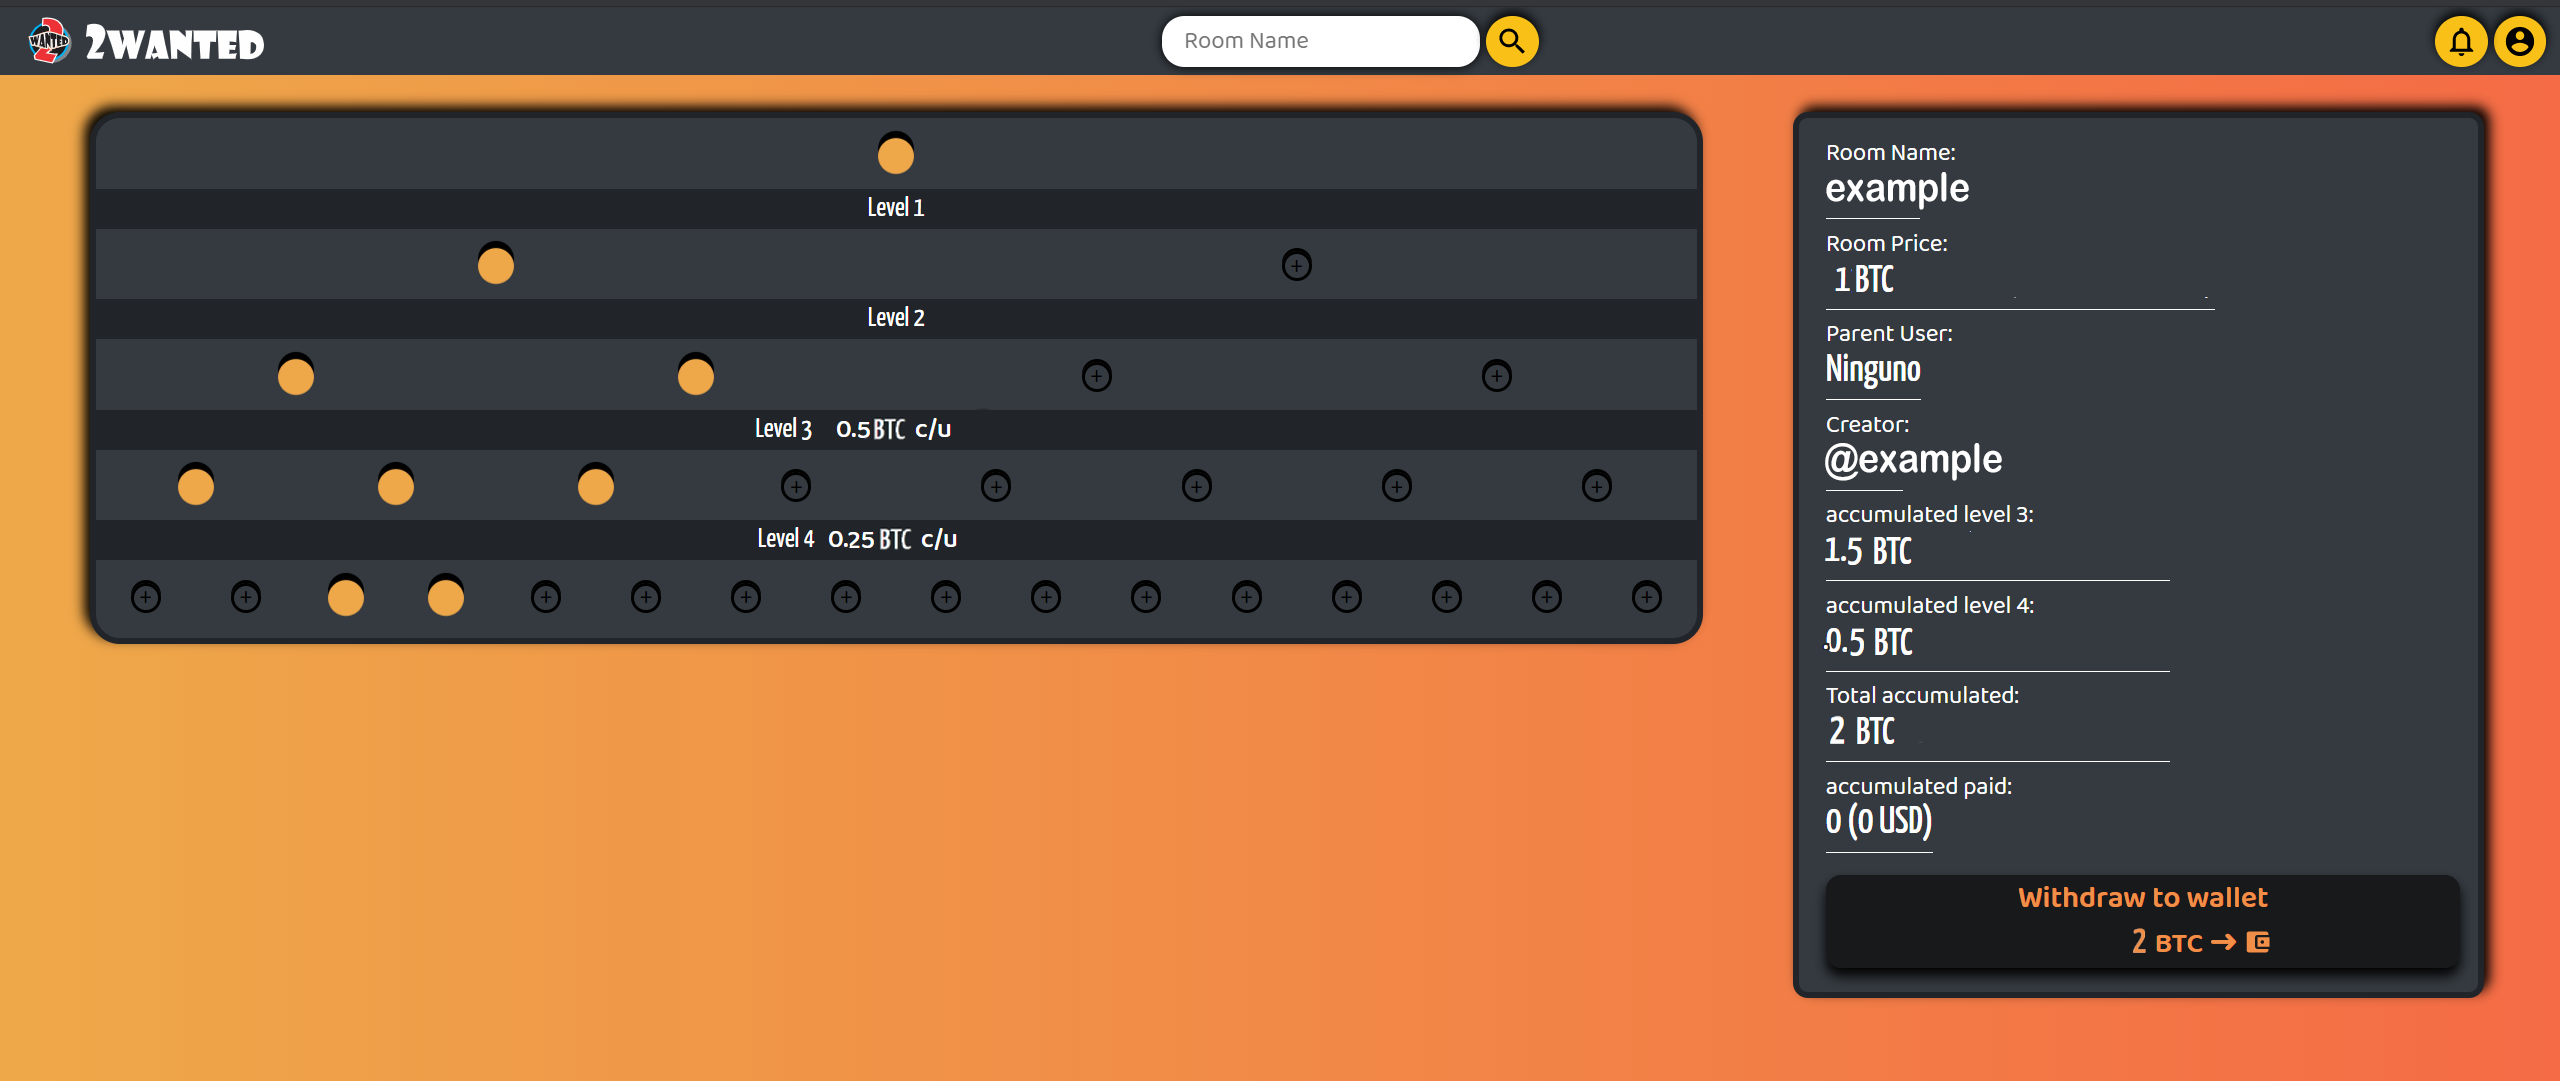 WANTED
2WANTED
Room Name
Level 1
Level 2
Level 3 0.5 BTC c/u
Level 4 0.25 BTC c/u
Room Name:
example
Room Price:
1 BTC
Parent User:
Ninguno
Creator:
@example
accumulated level 3:
1.5 BTC
accumulated level 4:
0.5 BTC
Total accumulated:
2 BTC
accumulated paid:
0 (0 USD)
Withdraw to wallet
2 BTC →